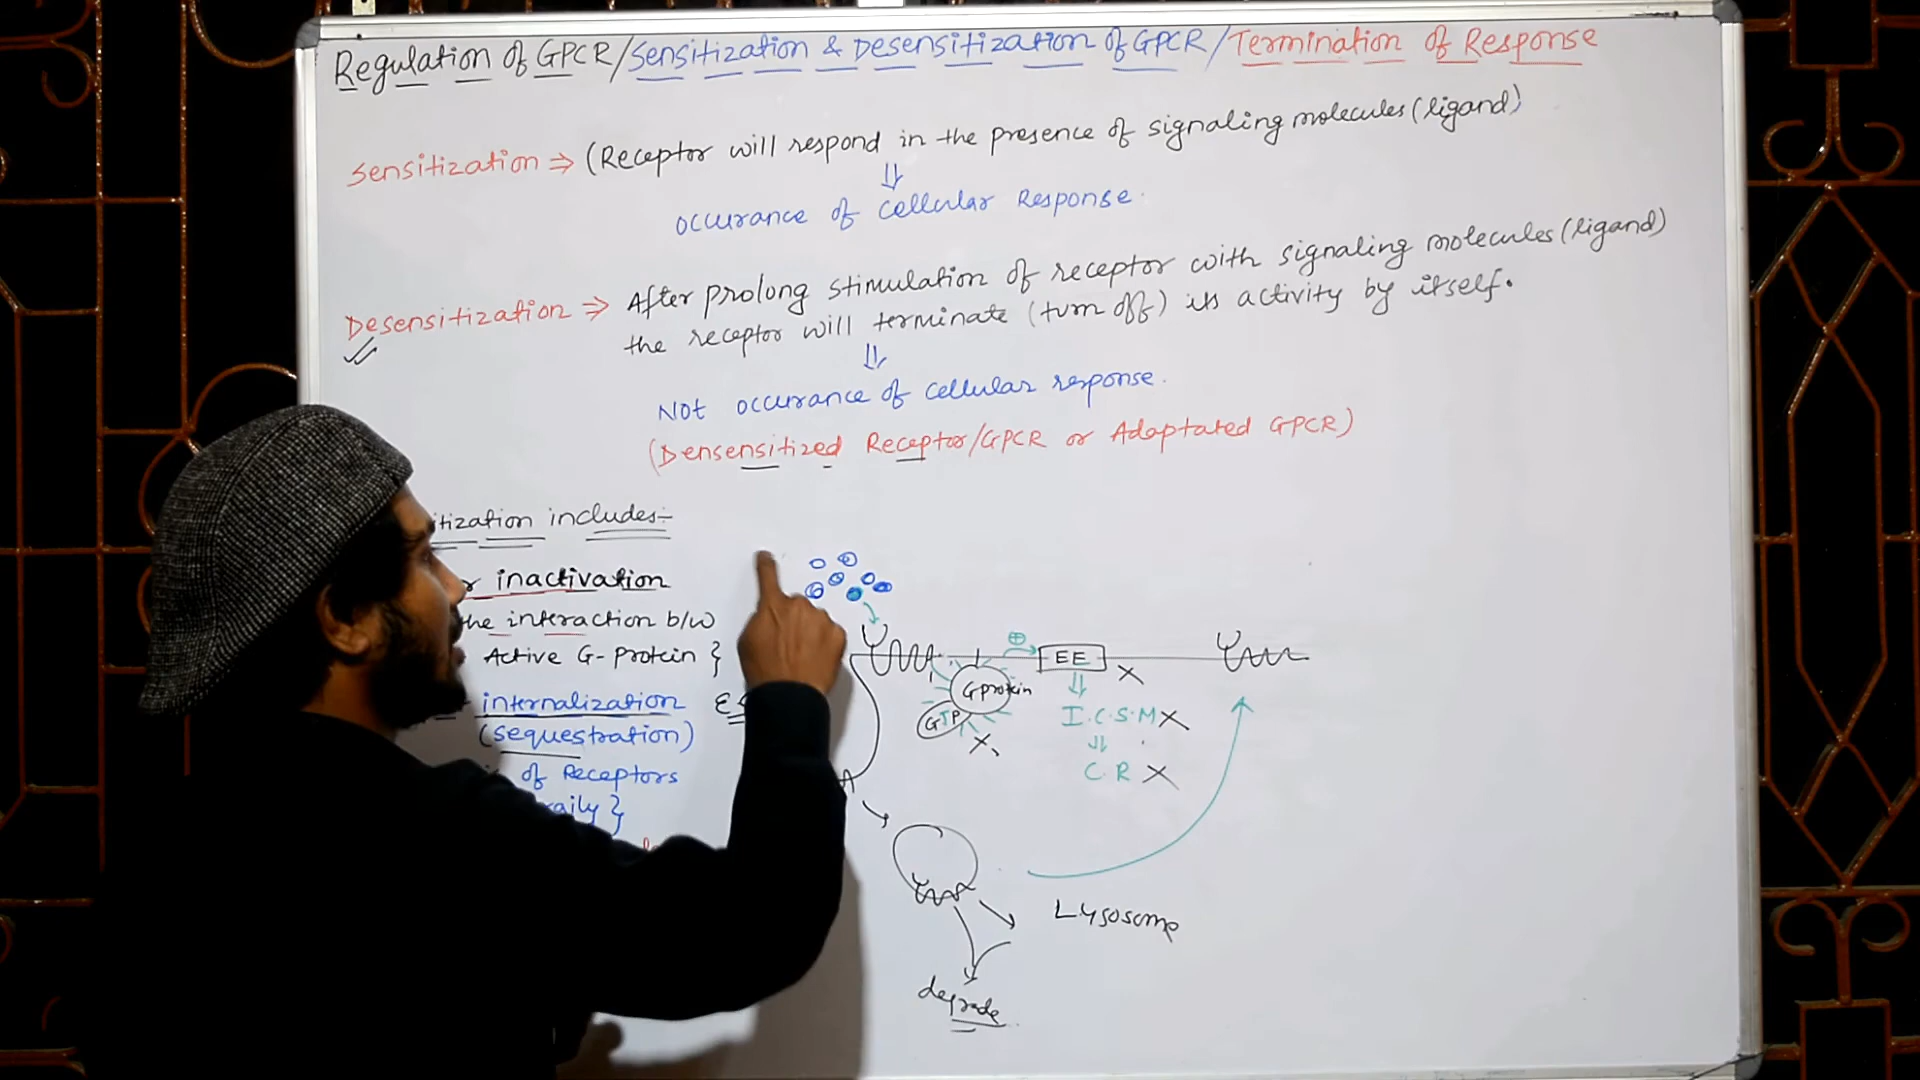 Regulation of GPCR/Sensitization & Desensitization of GPCR/Termination of Response
Sensitization ⇒ (Receptor will respond in the presence of signaling molecules (ligand)
⇓
Occurance of Cellular Response.
Desensitization ⇒ After prolong stimulation of receptor with signaling molecules (ligand)
the receptor will terminate (turn off) its activity by itself.
⇓
Not occurance of cellular response.
(Densensitized Receptor/GPCR or Adaptated GPCR)
itization includes:-
r inactivation
the interaction b/w
Active G-protein }
internalization
(sequestration)
of Receptors
raily }
EE
G protein
GTP
I.C.S.M
C.R
Lysosome
degrade